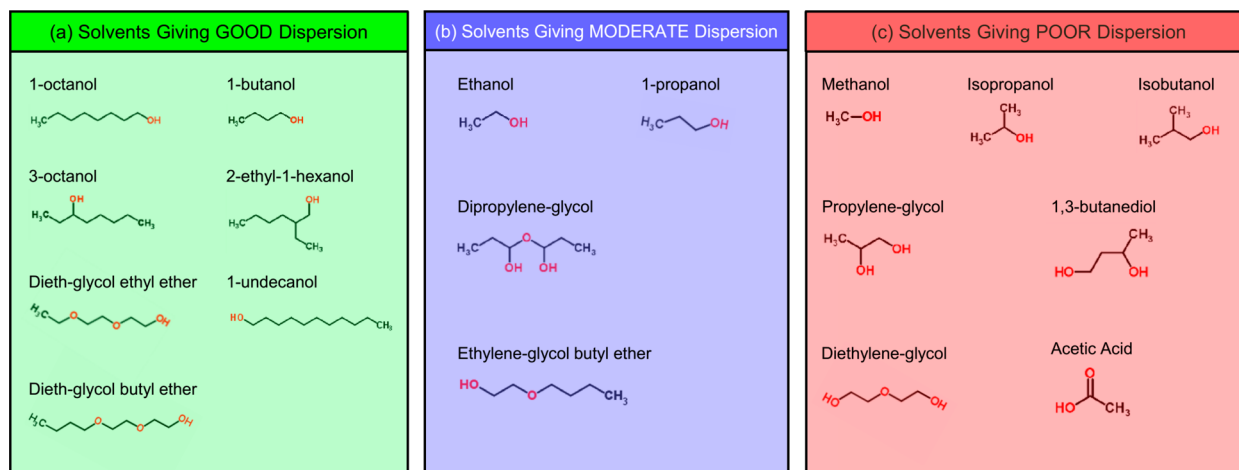 (a) Solvents Giving GOOD Dispersion
1-octanol 1-butanol
H₃C OH H₃C OH
3-octanol 2-ethyl-1-hexanol
OH OH
H₃C CH₃ H₃C
CH₃
Dieth-glycol ethyl ether 1-undecanol
H₃C O O OH HO CH₃
Dieth-glycol butyl ether
H₃C O O OH
(b) Solvents Giving MODERATE Dispersion
Ethanol 1-propanol
H₃C OH H₃C OH
Dipropylene-glycol
H₃C O CH₃
OH OH
Ethylene-glycol butyl ether
HO O CH₃
(c) Solvents Giving POOR Dispersion
Methanol Isopropanol Isobutanol
CH₃ CH₃
H₃C OH H₃C OH H₃C OH
Propylene-glycol 1,3-butanediol
H₃C OH CH₃
OH HO OH
Diethylene-glycol Acetic Acid
O
HO O OH HO CH₃